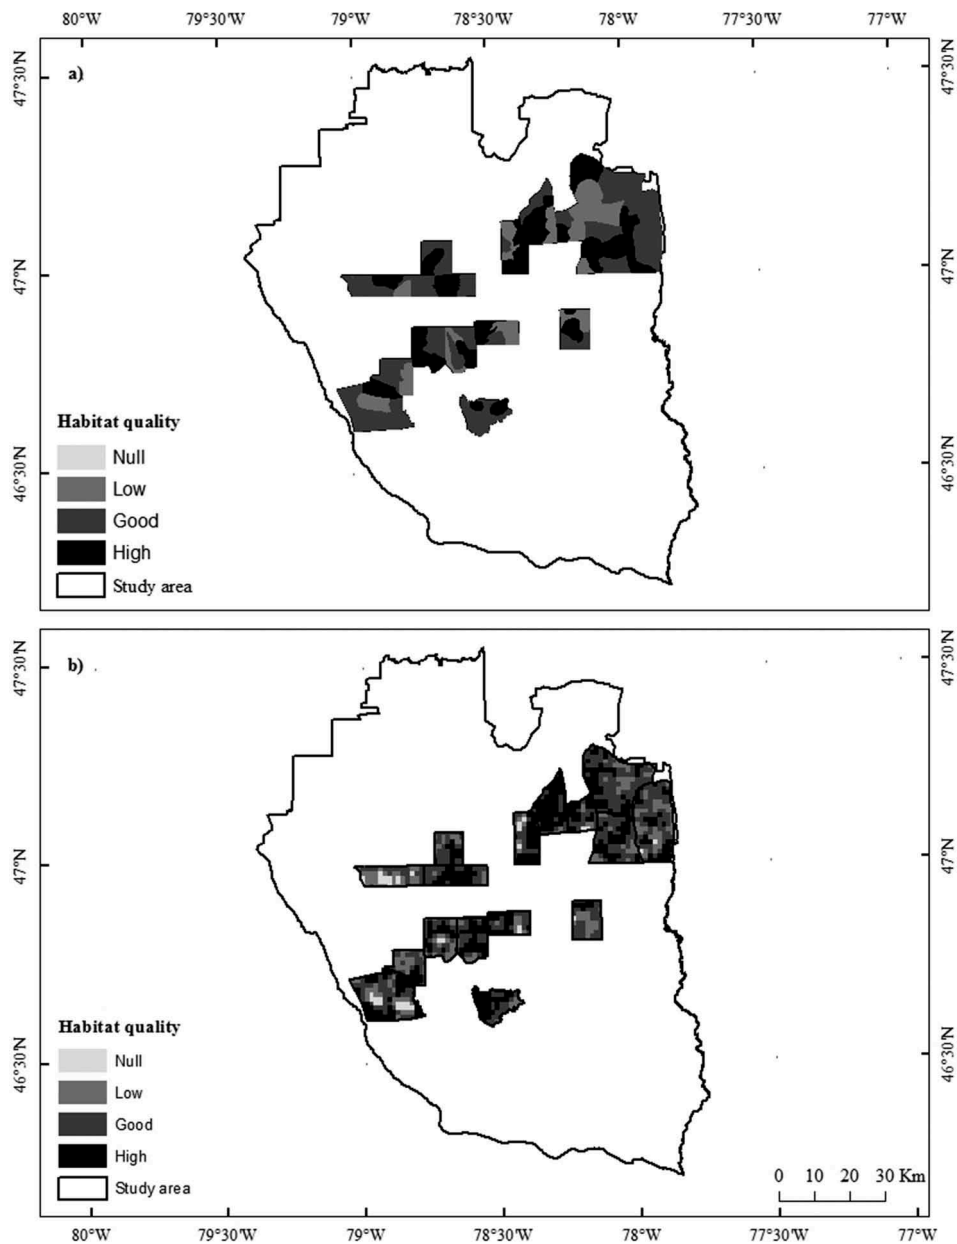 80°W 79°30'W 79°W 78°30'W 78°W 77°30'W 77°W
a)
47°30'N 47°30'N
47°N 47°N
46°30'N 46°30'N
Habitat quality
Null
Low
Good
High
Study area
b)
47°30'N 47°30'N
47°N 47°N
46°30'N 46°30'N
Habitat quality
Null
Low
Good
High
Study area
0 10 20 30 Km
80°W 79°30'W 79°W 78°30'W 78°W 77°30'W 77°W